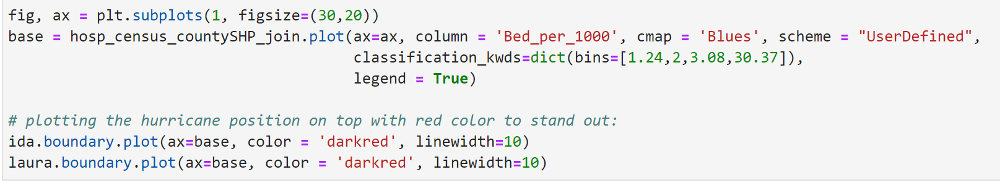 fig, ax = plt.subplots(1, figsize=(30,20))
base = hosp_census_countySHP_join.plot(ax=ax, column = 'Bed_per_1000', cmap = 'Blues', scheme = "UserDefined",
                                       classification_kwds=dict(bins=[1.24,2,3.08,30.37]),
                                       legend = True)

# plotting the hurricane position on top with red color to stand out:
ida.boundary.plot(ax=base, color = 'darkred', linewidth=10)
laura.boundary.plot(ax=base, color = 'darkred', linewidth=10)